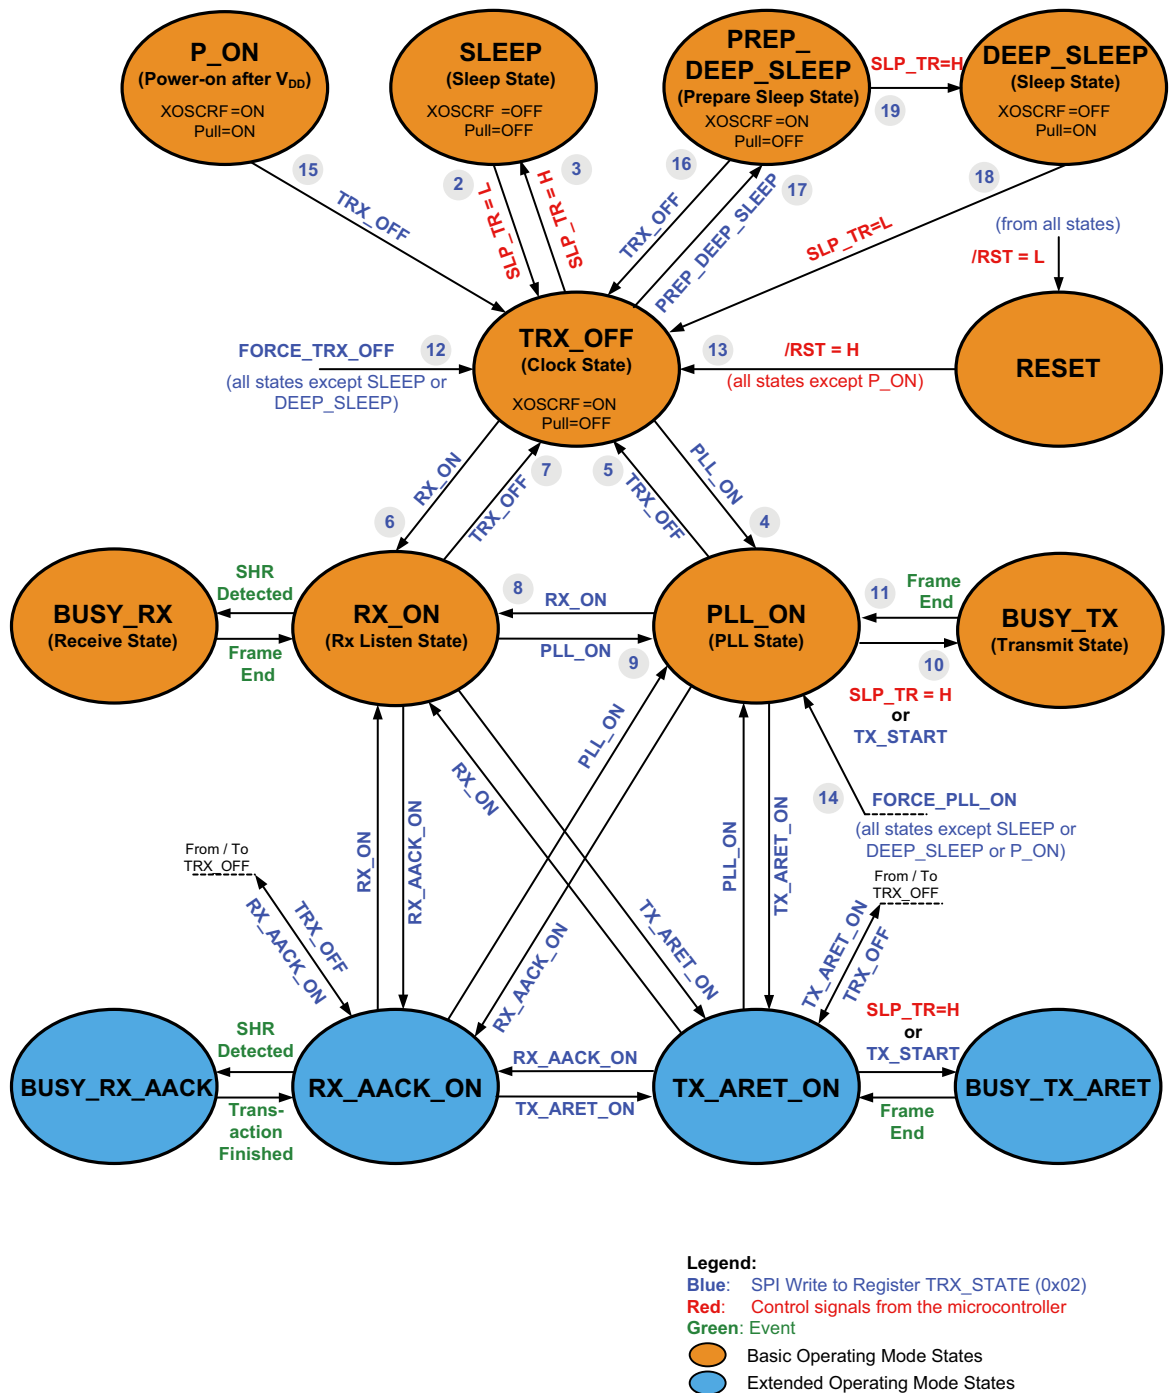 P_ON
(Power-on after VDD)
XOSCRF=ON
Pull=ON
SLEEP
(Sleep State)
XOSCRF =OFF
Pull=OFF
PREP_
DEEP_SLEEP
(Prepare Sleep State)
XOSCRF=ON
Pull=OFF
SLP_TR=H
19
DEEP_SLEEP
(Sleep State)
XOSCRF=OFF
Pull=ON
15
TRX_OFF
2
SLP_TR = L
3
SLP_TR = H
16
TRX_OFF
17
PREP_DEEP_SLEEP
18
SLP_TR=L
(from all states)
/RST = L
FORCE_TRX_OFF
12
(all states except SLEEP or
DEEP_SLEEP)
TRX_OFF
(Clock State)
XOSCRF=ON
Pull=OFF
13
/RST = H
(all states except P_ON)
RESET
RX_ON
6
7
TRX_OFF
5
TRX_OFF
PLL_ON
4
BUSY_RX
(Receive State)
SHR
Detected
Frame
End
RX_ON
(Rx Listen State)
8
RX_ON
PLL_ON
9
PLL_ON
(PLL State)
11
Frame
End
10
SLP_TR = H
or
TX_START
BUSY_TX
(Transmit State)
14
FORCE_PLL_ON
(all states except SLEEP or
DEEP_SLEEP or P_ON)
RX_ON
RX_AACK_ON
RX_ON
PLL_ON
TX_ARET_ON
RX_AACK_ON
PLL_ON
TX_ARET_ON
From / To
TRX_OFF
TRX_OFF
RX_AACK_ON
From / To
TRX_OFF
TX_ARET_ON
TRX_OFF
BUSY_RX_AACK
SHR
Detected
Trans-
action
Finished
RX_AACK_ON
RX_AACK_ON
TX_ARET_ON
TX_ARET_ON
SLP_TR=H
or
TX_START
Frame
End
BUSY_TX_ARET
Legend:
Blue: SPI Write to Register TRX_STATE (0x02)
Red: Control signals from the microcontroller
Green: Event
Basic Operating Mode States
Extended Operating Mode States